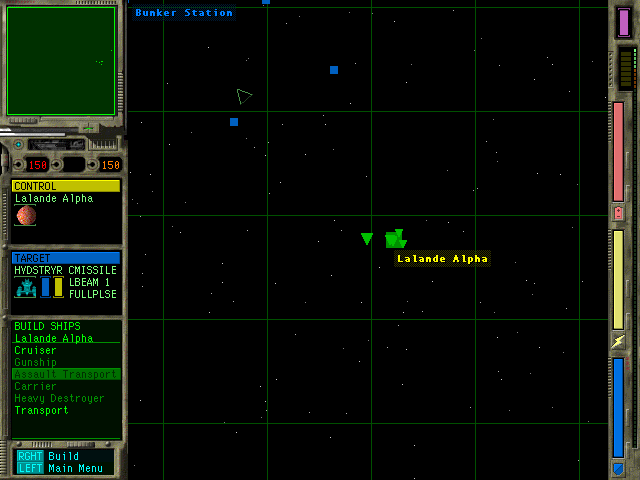 Bunker Station
150
150
CONTROL
Lalande Alpha
TARGET
HYDSTRYR CMISSILE
LBEAM 1
FULLPLSE
Lalande Alpha
BUILD SHIPS
Lalande Alpha
Cruiser
Gunship
Assault Transport
Carrier
Heavy Destroyer
Transport
RGHT Build
LEFT Main Menu